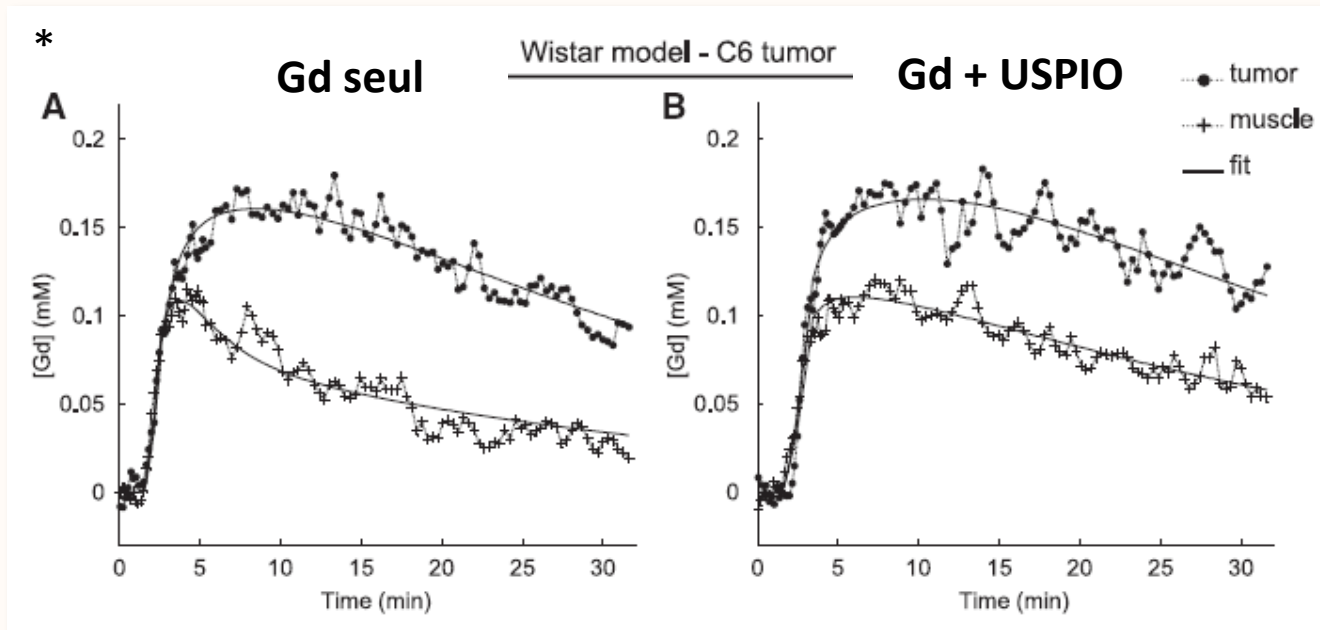 *
Wistar model - C6 tumor
Gd seul
Gd + USPIO
tumor
muscle
fit
A
0.2
0.15
0.1
0.05
0
[Gd] (mM)
0 5 10 15 20 25 30
Time (min)
B
0.2
0.15
0.1
0.05
0
[Gd] (mM)
0 5 10 15 20 25 30
Time (min)